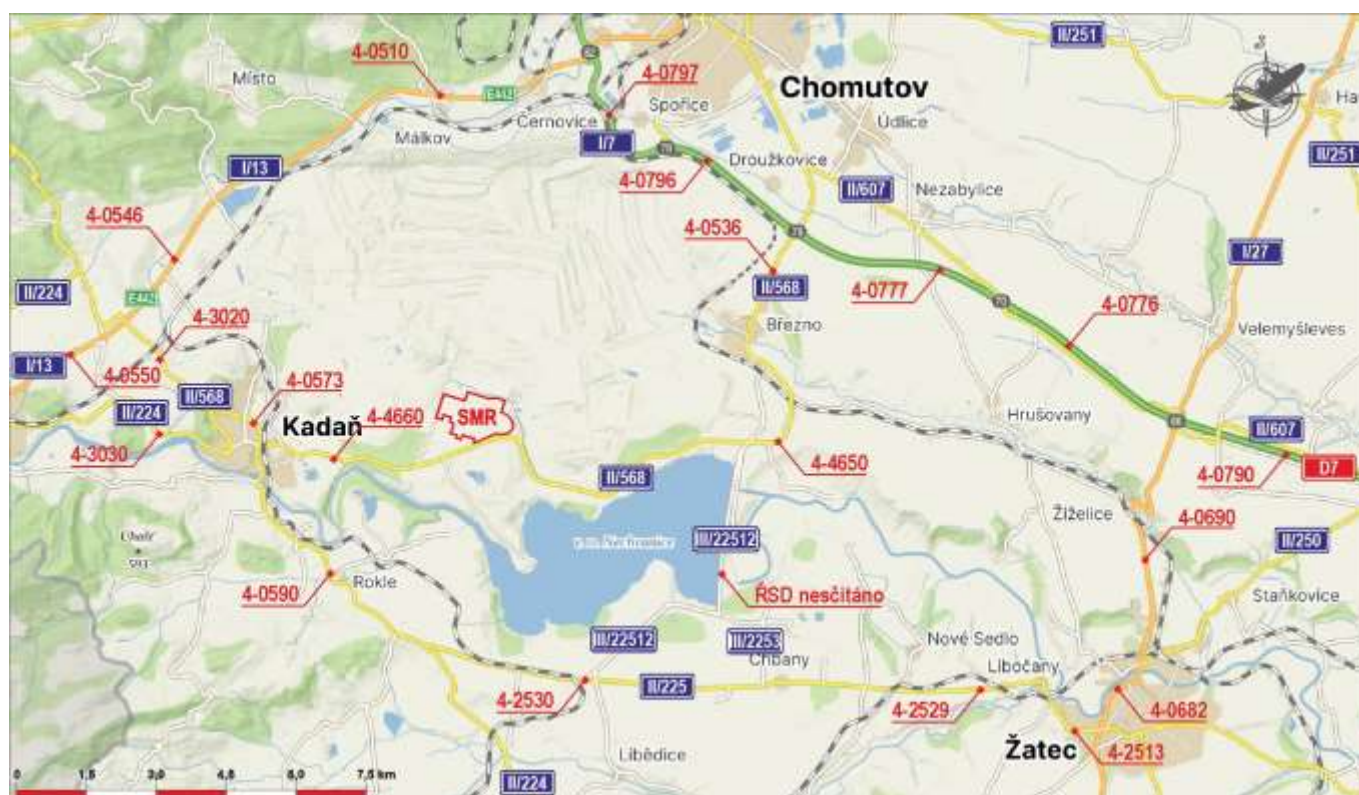 II/251
4-0510
4-0797
Místo
E442
Spořice
Chomutov
Údlice
Ha
Málkov
Černovice
I/7
I/13
Droužkovice
II/251
4-0796
II/607
Nezabylice
4-0546
4-0536
I/27
II/224
E442
4-3020
II/568
4-0777
4-0776
Březno
Velemyšleves
I/13
4-0550
4-0573
II/568
II/224
Kadaň
4-4660
SMR
Hrušovany
II/607
4-3030
II/568
4-4650
4-0790
D7
Žiželice
III/22512
4-0690
II/250
Úhošť
593
v.n. Nechranice
4-0590
Rokle
ŘSD nesčítáno
Staňkovice
III/22512
III/2253
Nové Sedlo
Chbany
Libočany
4-2530
II/225
4-2529
4-0682
Žatec
4-2513
Libědice
II/224
0 1,5 3,0 4,5 6,0 7,5 km